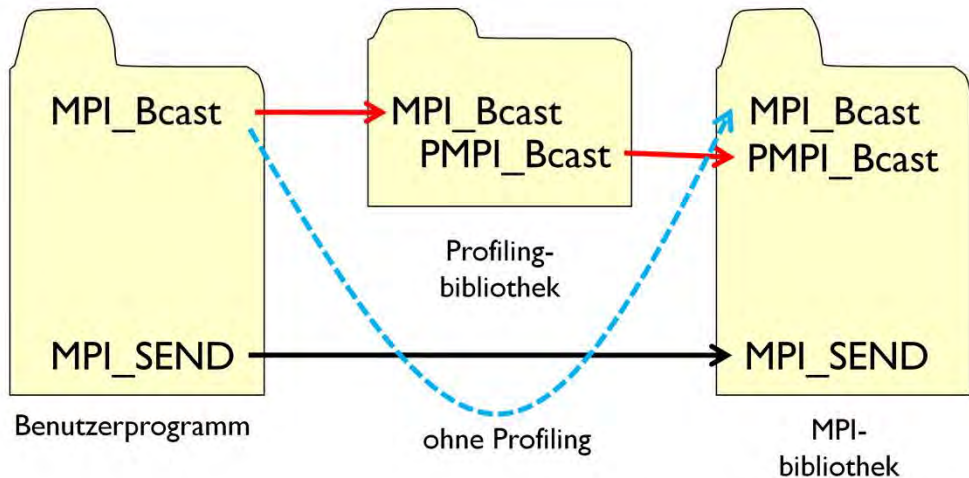 MPI_Bcast
MPI_SEND
Benutzerprogramm
MPI_Bcast
PMPI_Bcast
Profiling-
bibliothek
ohne Profiling
MPI_Bcast
PMPI_Bcast
MPI_SEND
MPI-
bibliothek